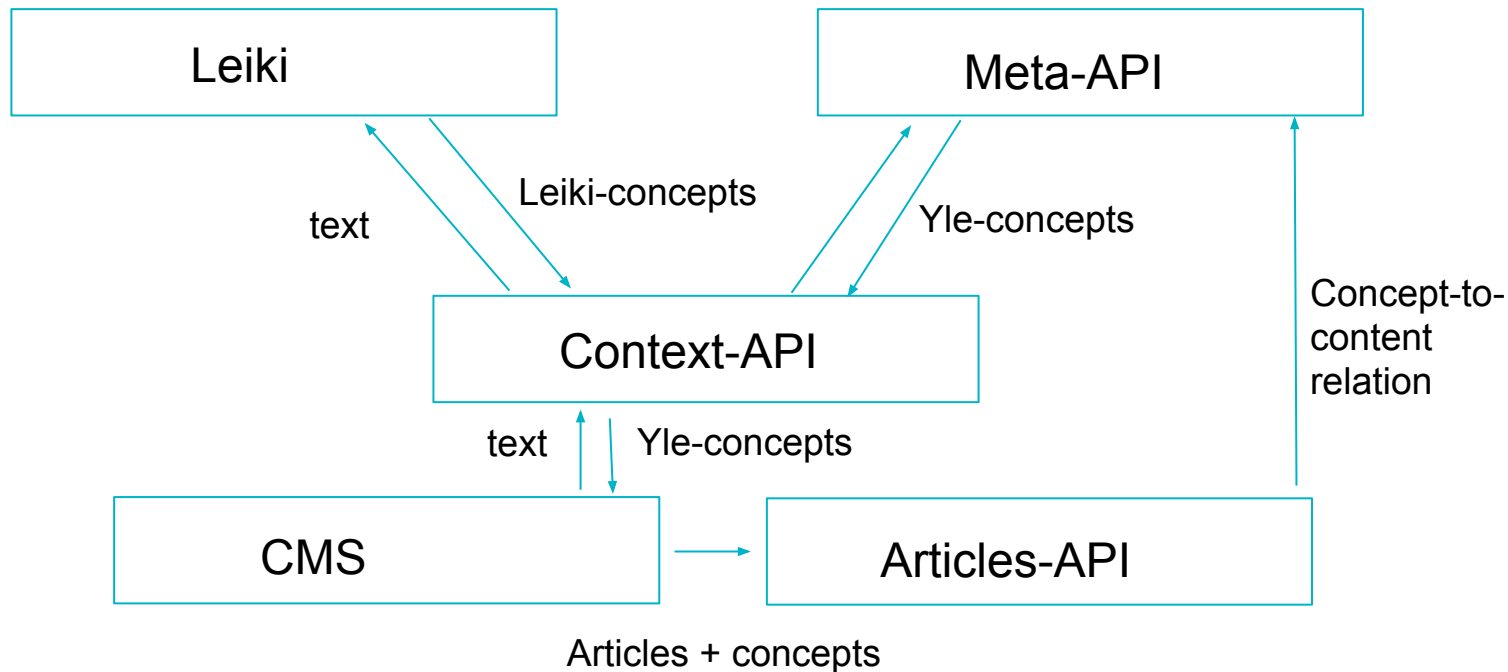 Leiki
Meta-API
Leiki-concepts
text
Yle-concepts
Concept-to-
content
relation
Context-API
text
Yle-concepts
CMS
Articles-API
Articles + concepts